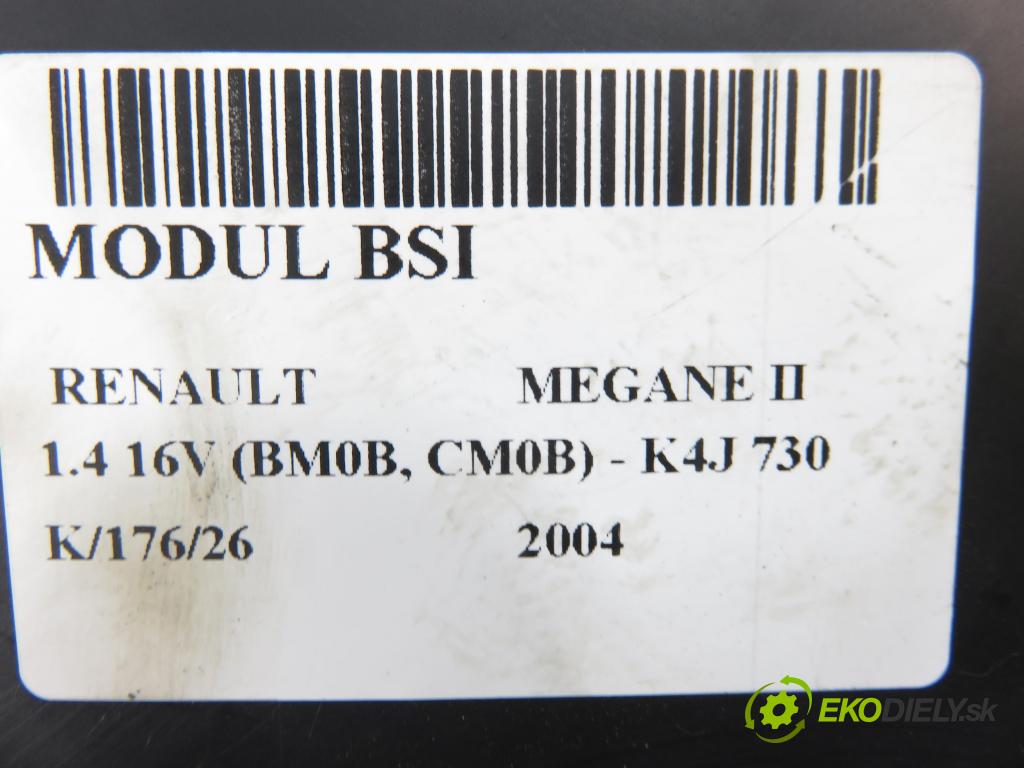 MODUL BSI
RENAULT MEGANE II
1.4 16V (BM0B, CM0B) - K4J 730
K/176/26 2004
EKODIELY.sk